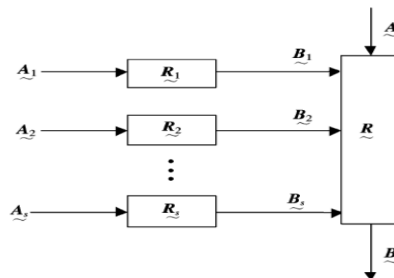 A
A₁ R₁ B₁
A₂ R₂ B₂ R
Aₛ Rₛ Bₛ
B